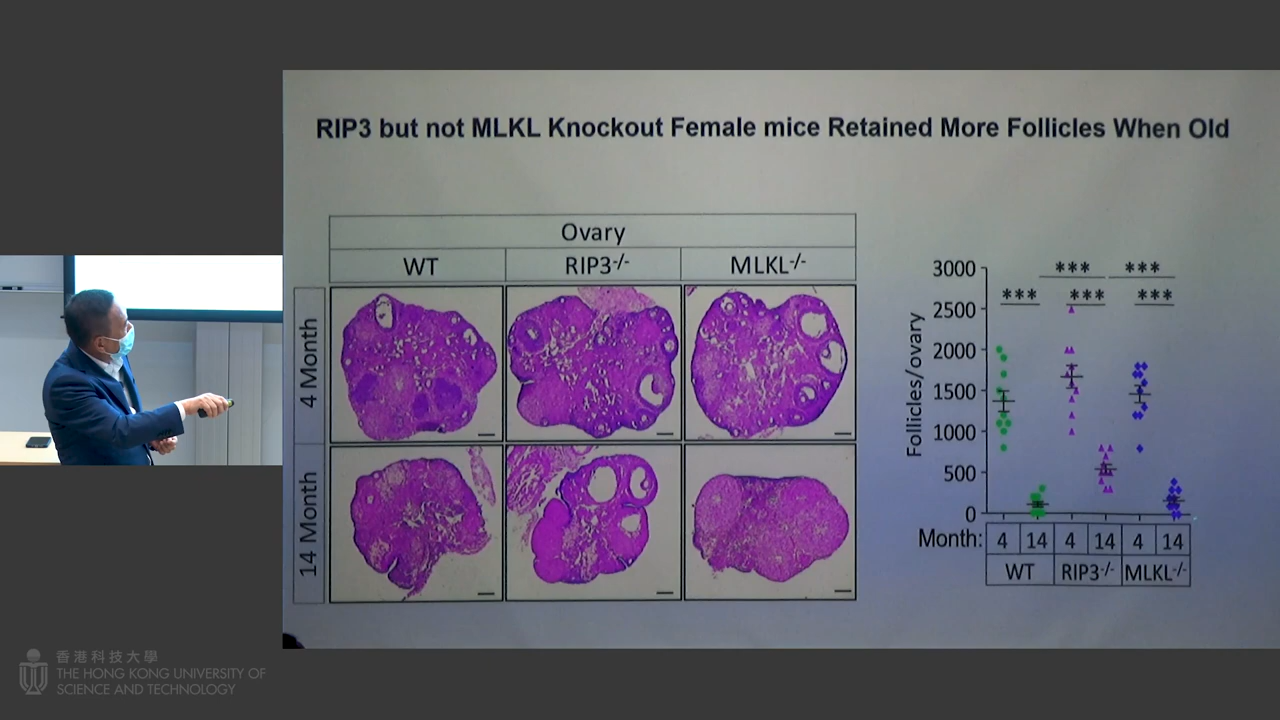 RIP3 but not MLKL Knockout Female mice Retained More Follicles When Old
Ovary
WT RIP3-/- MLKL-/-
4 Month
14 Month
*** ***
*** *** ***
Follicles/ovary
3000
2500
2000
1500
1000
500
0
Month: 4 14 4 14 4 14
WT RIP3-/- MLKL-/-
香港科技大學
THE HONG KONG UNIVERSITY OF
SCIENCE AND TECHNOLOGY